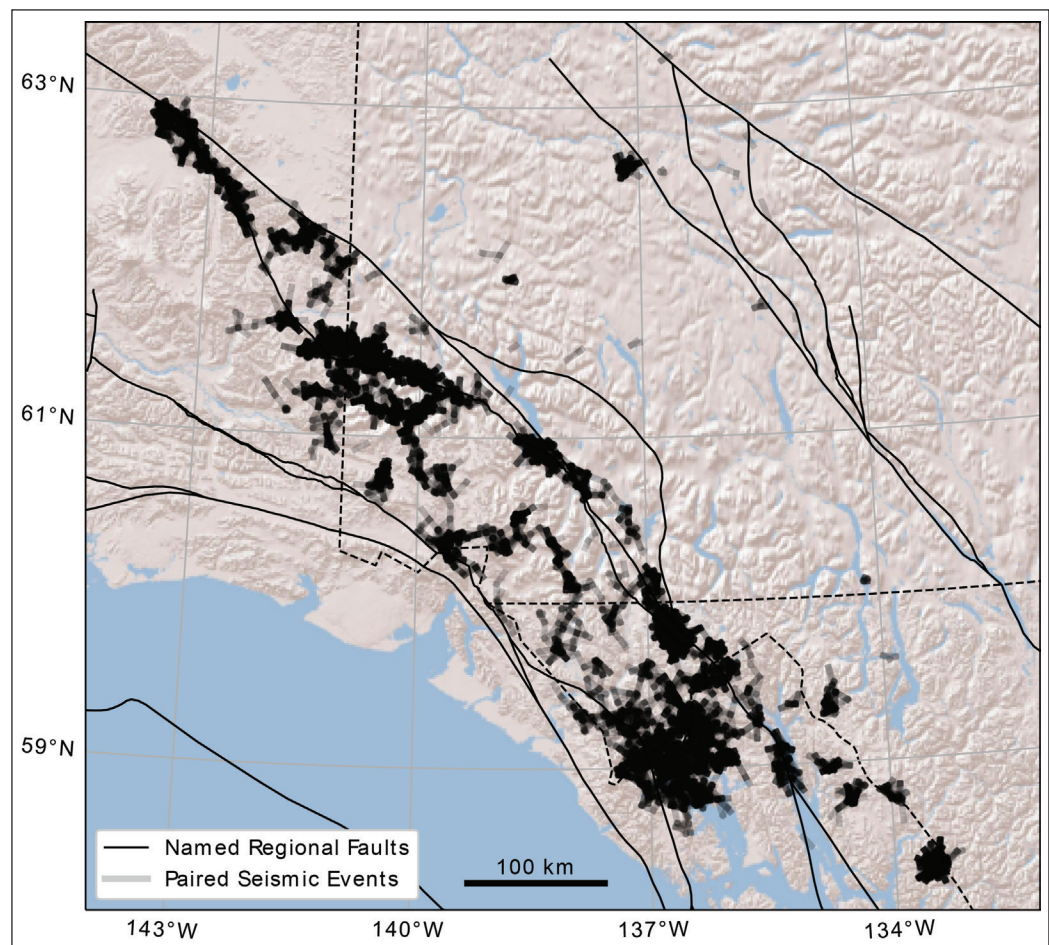 63°N
61°N
59°N
Named Regional Faults
Paired Seismic Events
100 km
143°W
140°W
137°W
134°W